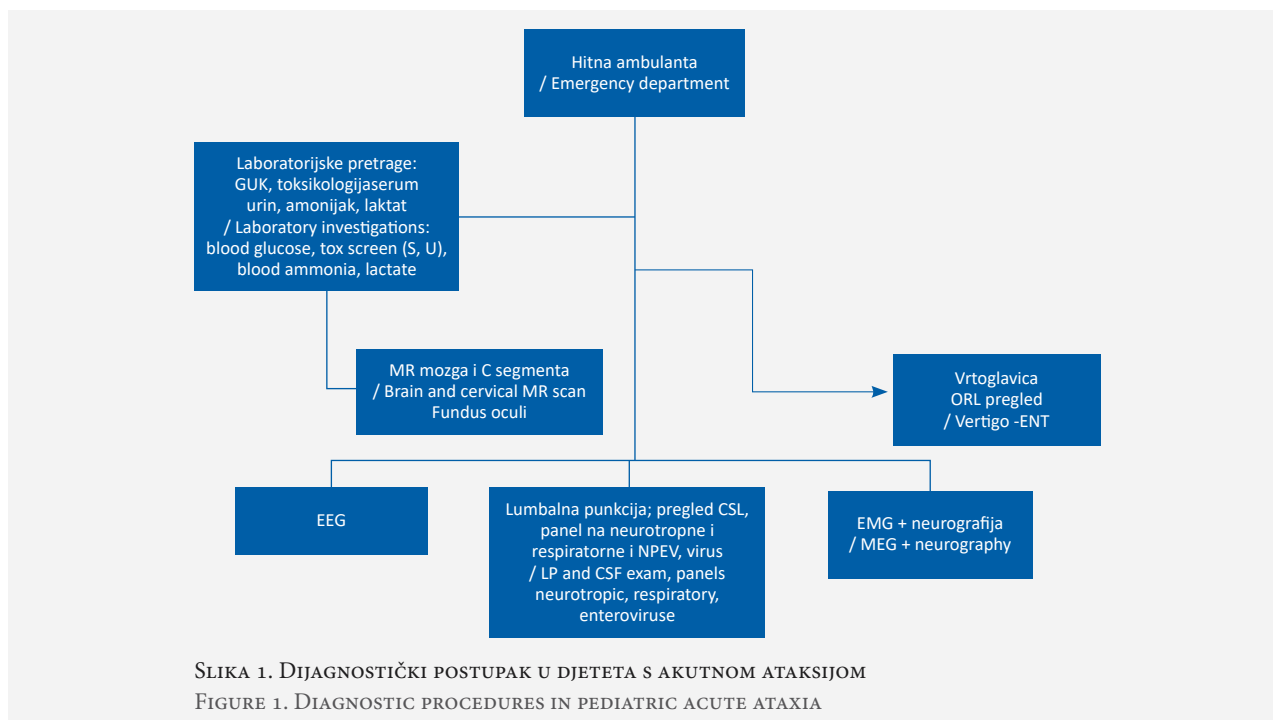 Hitna ambulanta
/ Emergency department
Laboratorijske pretrage:
GUK, toksikologijaserum
urin, amonijak, laktat
/ Laboratory investigations:
blood glucose, tox screen (S, U),
blood ammonia, lactate
MR mozga i C segmenta
/ Brain and cervical MR scan
Fundus oculi
Vrtoglavica
ORL pregled
/ Vertigo -ENT
EEG
Lumbalna punkcija; pregled CSL,
panel na neurotropne i
respiratorne i NPEV, virus
/ LP and CSF exam, panels
neurotropic, respiratory,
enteroviruse
EMG + neurografija
/ MEG + neurography
Slika 1. Dijagnostički postupak u djeteta s akutnom ataksijom
Figure 1. Diagnostic procedures in pediatric acute ataxia